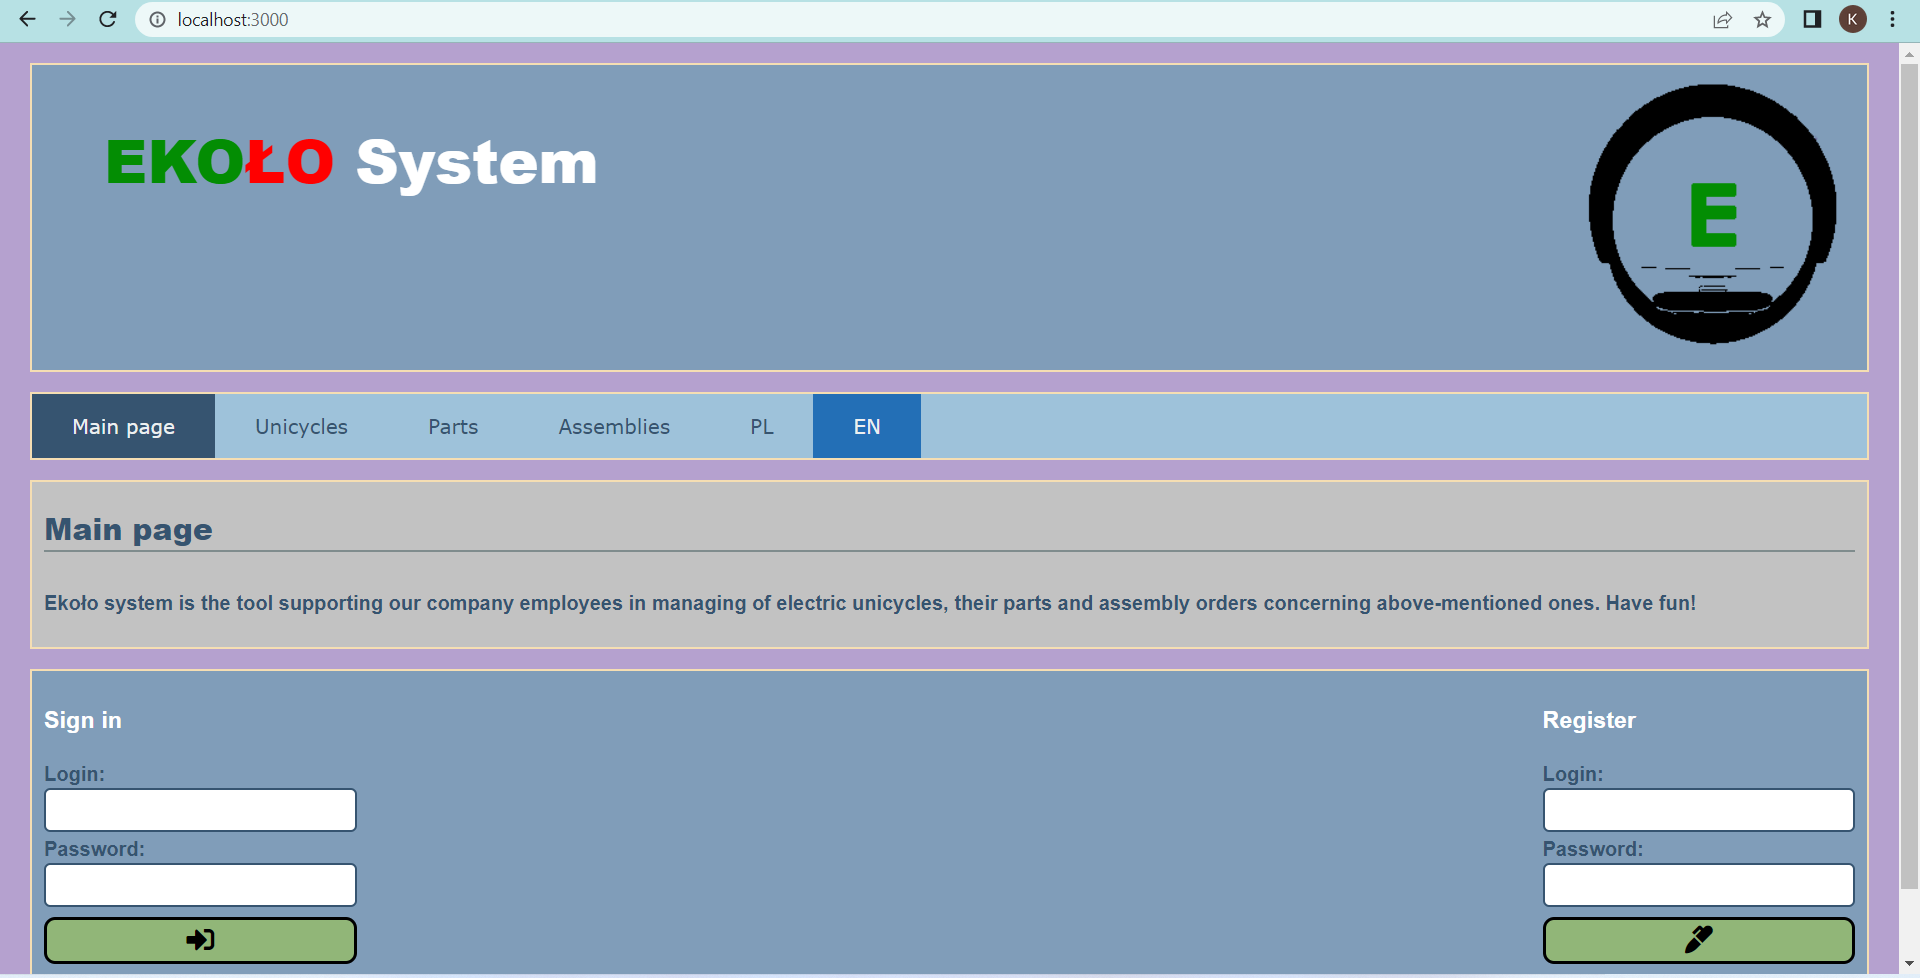 localhost:3000
K
EKOŁO System
E
Main page Unicycles Parts Assemblies PL EN
Main page
Ekoło system is the tool supporting our company employees in managing of electric unicycles, their parts and assembly orders concerning above-mentioned ones. Have fun!
Sign in
Login:
Password:
Register
Login:
Password: